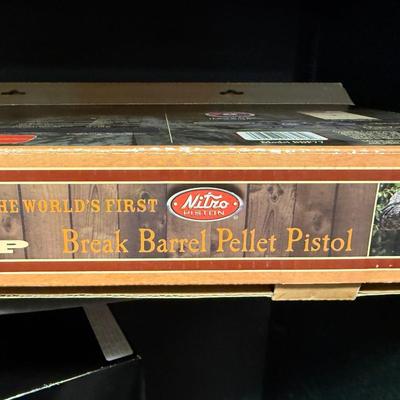 THE WORLD'S FIRST
Nitro
PISTON®
P Break Barrel Pellet Pistol